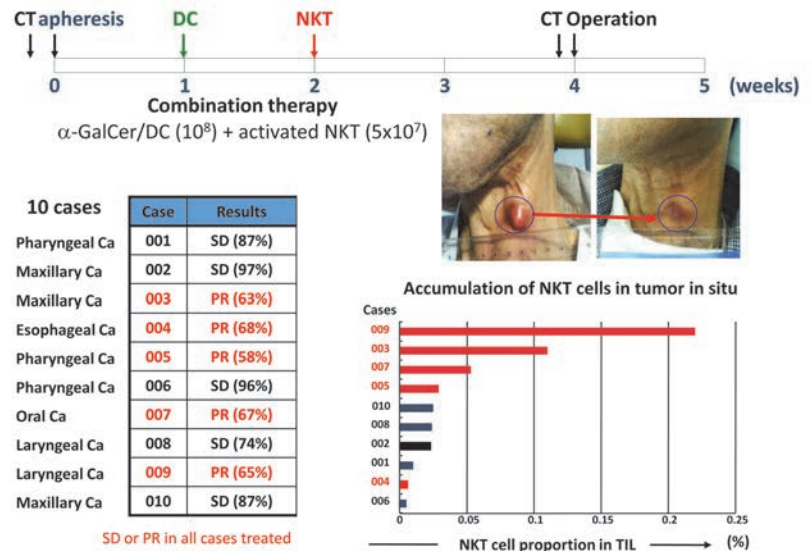 CT apheresis DC NKT CT Operation
0 1 2 3 4 5 (weeks)
Combination therapy
α-GalCer/DC (10⁸) + activated NKT (5x10⁷)
10 cases Case Results
Pharyngeal Ca 001 SD (87%)
Maxillary Ca 002 SD (97%)
Maxillary Ca 003 PR (63%)
Esophageal Ca 004 PR (68%)
Pharyngeal Ca 005 PR (58%)
Pharyngeal Ca 006 SD (96%)
Oral Ca 007 PR (67%)
Laryngeal Ca 008 SD (74%)
Laryngeal Ca 009 PR (65%)
Maxillary Ca 010 SD (87%)
SD or PR in all cases treated
Accumulation of NKT cells in tumor in situ
Cases
009
003
007
005
010
008
002
001
004
006
0 0.05 0.1 0.15 0.2 0.25
NKT cell proportion in TIL (%)